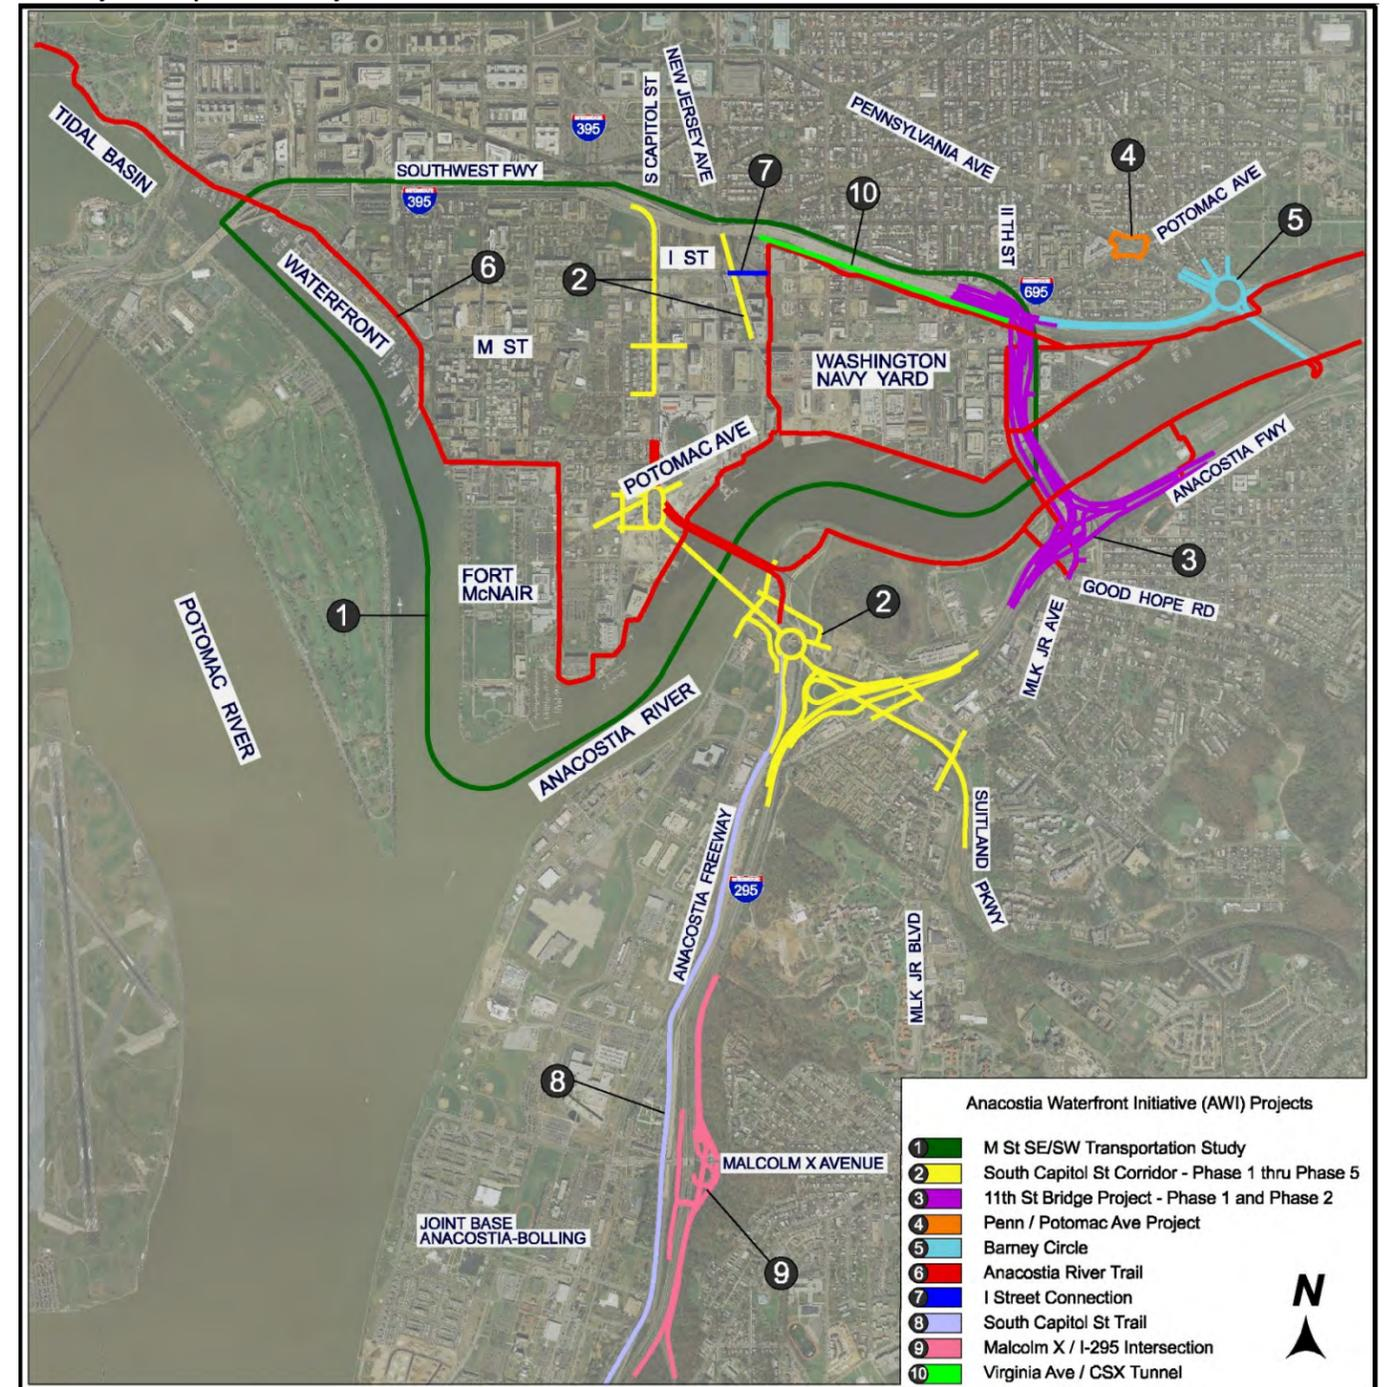 S CAPITOL ST
NEW JERSEY AVE
PENNSYLVANIA AVE
395
TIDAL BASIN
SOUTHWEST FWY
395
7
10
4
POTOMAC AVE
5
11TH ST
I ST
6
2
695
WATERFRONT
M ST
WASHINGTON
NAVY YARD
POTOMAC AVE
ANACOSTIA FWY
3
FORT
McNAIR
GOOD HOPE RD
1
2
POTOMAC RIVER
MLK JR AVE
ANACOSTIA RIVER
SUITLAND PKWY
ANACOSTIA FREEWAY
295
MLK JR BLVD
8
MALCOLM X AVENUE
JOINT BASE
ANACOSTIA-BOLLING
9
Anacostia Waterfront Initiative (AWI) Projects
1 M St SE/SW Transportation Study
2 South Capitol St Corridor - Phase 1 thru Phase 5
3 11th St Bridge Project - Phase 1 and Phase 2
4 Penn / Potomac Ave Project
5 Barney Circle
6 Anacostia River Trail
7 I Street Connection
8 South Capitol St Trail
9 Malcolm X / I-295 Intersection
10 Virginia Ave / CSX Tunnel
N